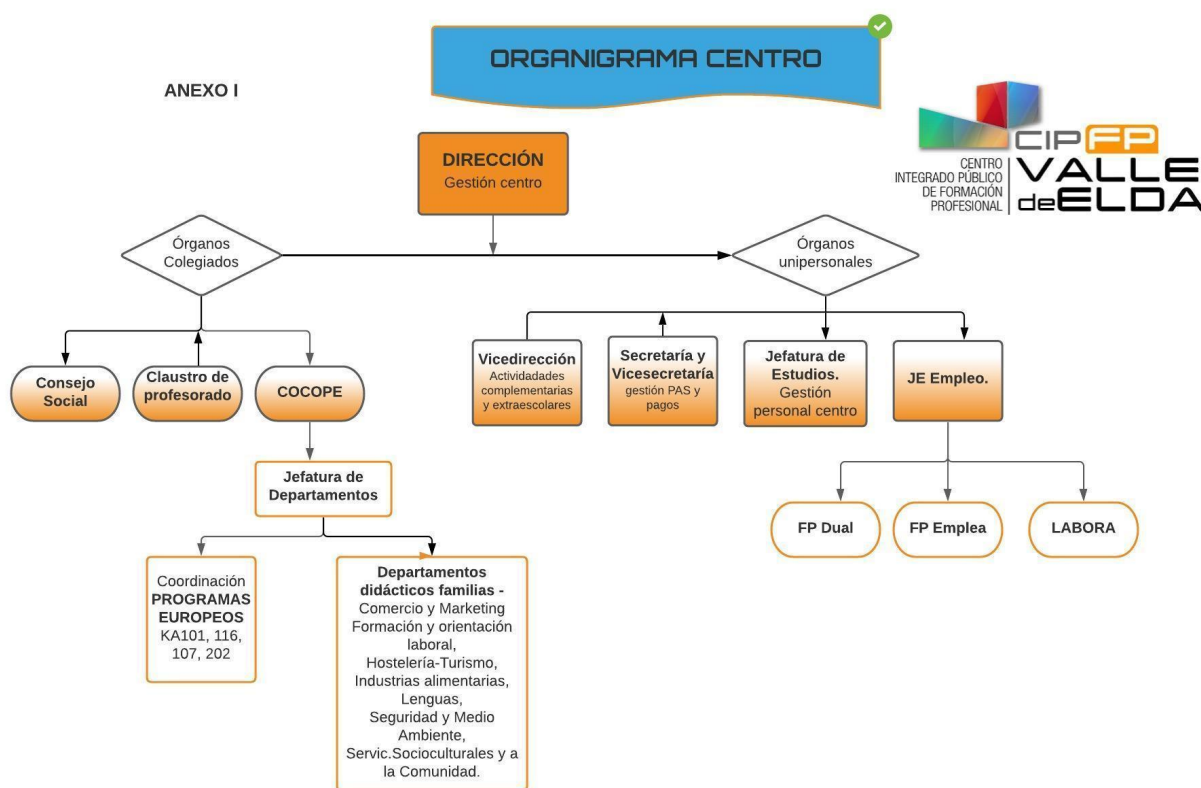 ORGANIGRAMA CENTRO
ANEXO I
CIPFP
VALLE
deELDA
CENTRO
INTEGRADO PÚBLICO
DE FORMACIÓN
PROFESIONAL
DIRECCIÓN
Gestión centro
Órganos
Colegiados
Órganos
unipersonales
Consejo
Social
Claustro de
profesorado
COCOPE
Vicedirección
Actividadades
complementarias
y extraescolares
Secretaría y
Vicesecretaría
gestión PAS y
pagos
Jefatura de
Estudios.
Gestión
personal centro
JE Empleo.
Jefatura de
Departamentos
FP Dual
FP Emplea
LABORA
Coordinación
PROGRAMAS
EUROPEOS
KA101, 116,
107, 202
Departamentos
didácticos familias -
Comercio y Marketing
Formación y orientación
laboral,
Hostelería-Turismo,
Industrias alimentarias,
Lenguas,
Seguridad y Medio
Ambiente,
Servic.Socioculturales y a
la Comunidad.